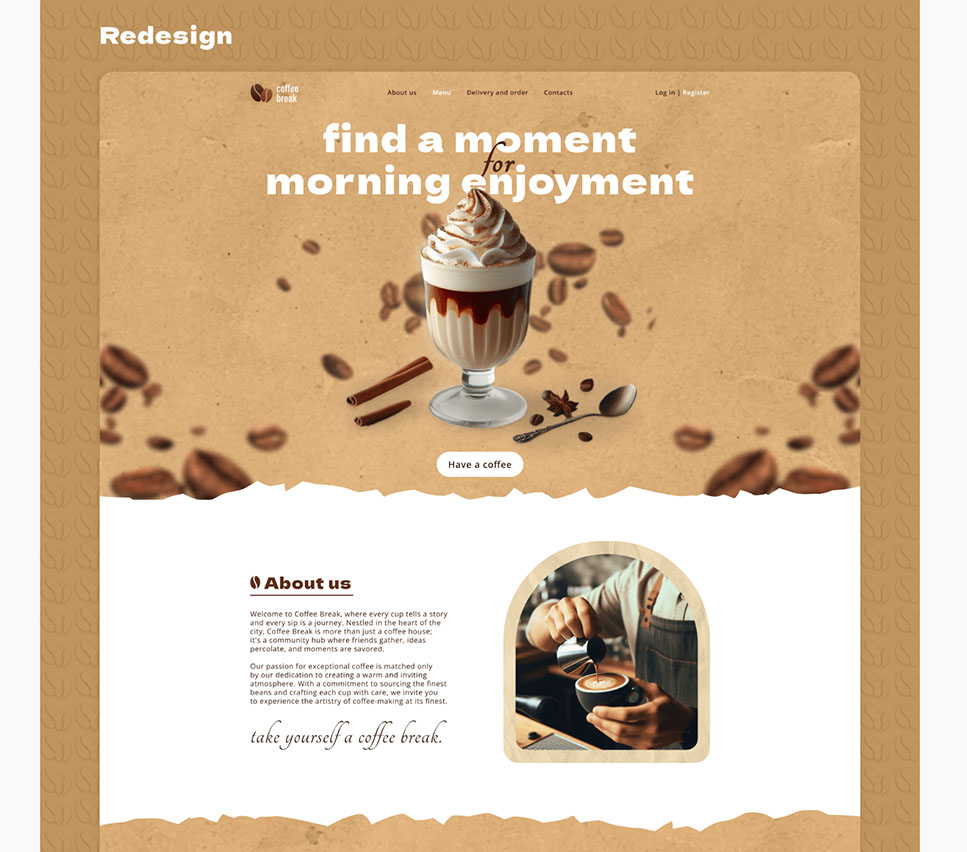 Redesign
coffee
break
About us
Menu
Delivery and order
Contacts
Log in | Register
find a moment
for
morning enjoyment
Have a coffee
About us
Welcome to Coffee Break, where every cup tells a story
and every sip is a journey. Nestled in the heart of the
city, Coffee Break is more than just a coffee house;
it's a community hub where friends gather, ideas
percolate, and moments are savored.
Our passion for exceptional coffee is matched only
by our dedication to creating a warm and inviting
atmosphere. With a commitment to sourcing the finest
beans and crafting each cup with care, we invite you
to experience the artistry of coffee-making at its finest.
take yourself a coffee break.